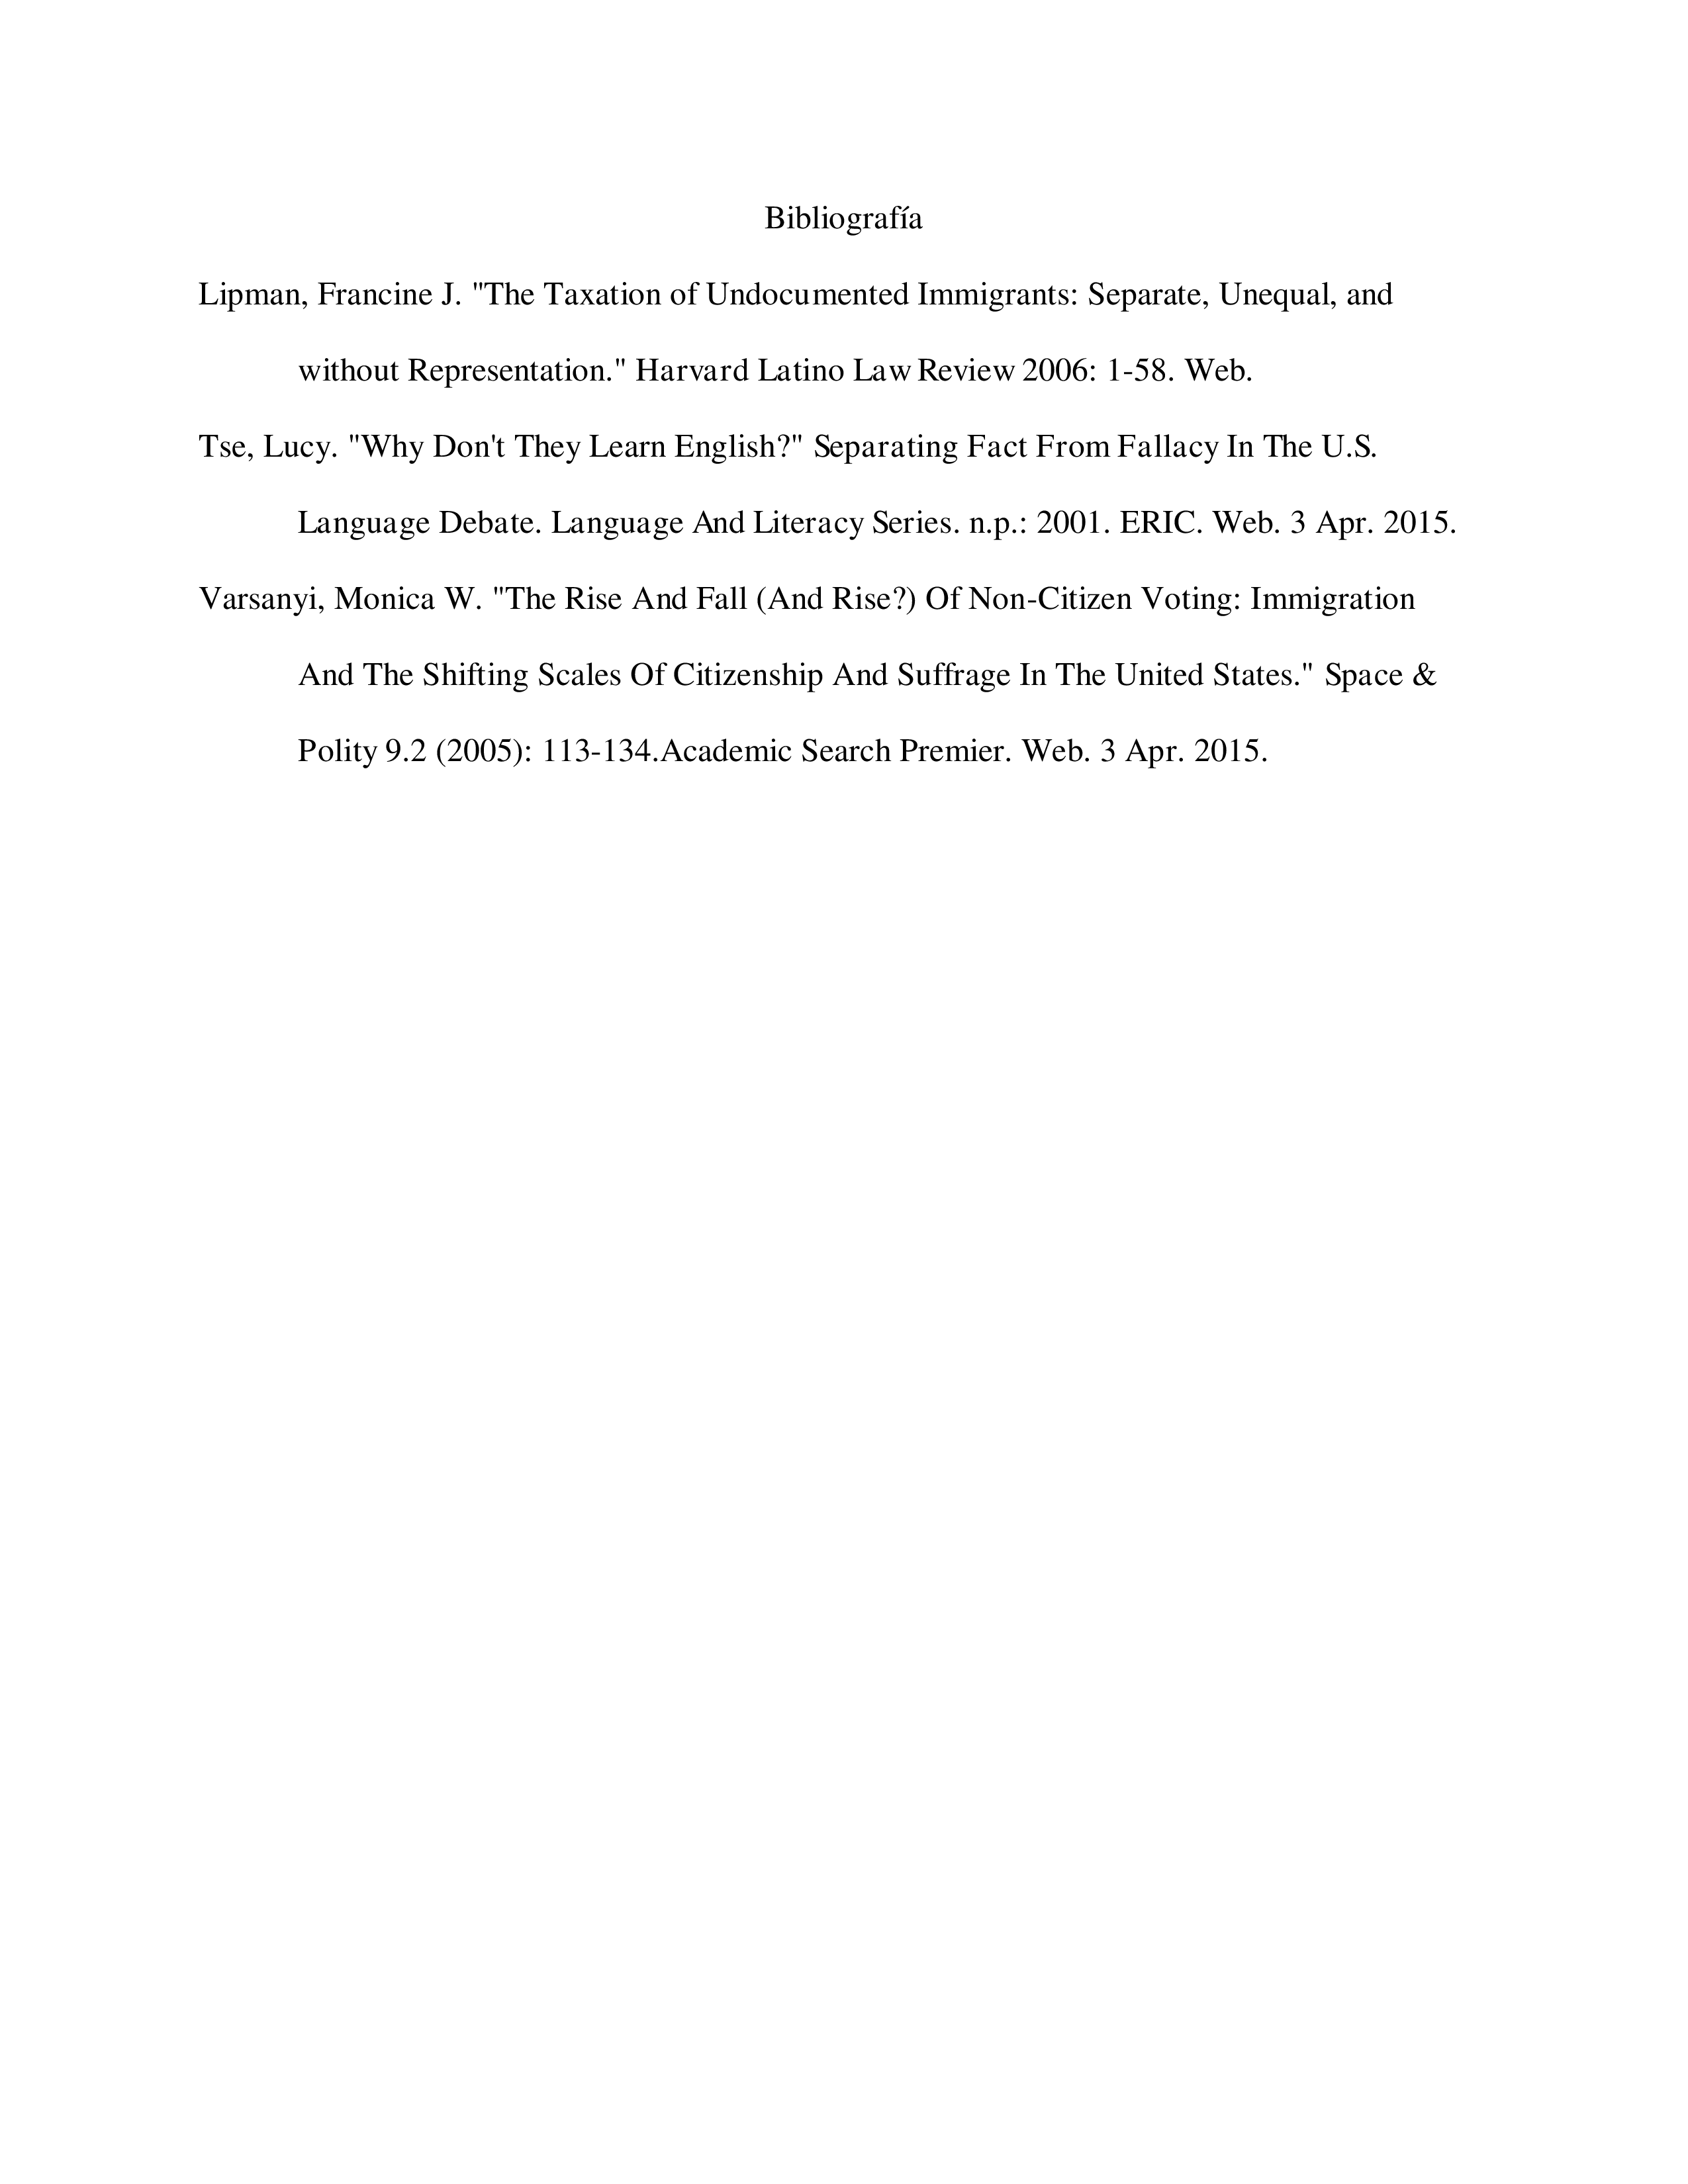 Bibliografía
Lipman, Francine J. "The Taxation of Undocumented Immigrants: Separate, Unequal, and
without Representation." Harvard Latino Law Review 2006: 1-58. Web.
Tse, Lucy. "Why Don't They Learn English?" Separating Fact From Fallacy In The U.S.
Language Debate. Language And Literacy Series. n.p.: 2001. ERIC. Web. 3 Apr. 2015.
Varsanyi, Monica W. "The Rise And Fall (And Rise?) Of Non-Citizen Voting: Immigration
And The Shifting Scales Of Citizenship And Suffrage In The United States." Space &
Polity 9.2 (2005): 113-134.Academic Search Premier. Web. 3 Apr. 2015.